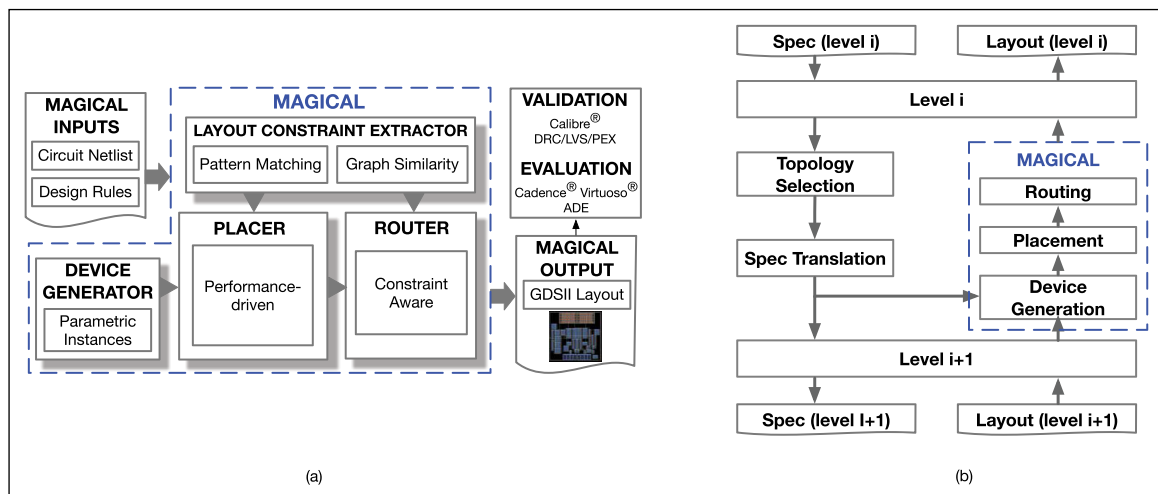 MAGICAL
INPUTS
Circuit Netlist
Design Rules
MAGICAL
LAYOUT CONSTRAINT EXTRACTOR
Pattern Matching
Graph Similarity
DEVICE
GENERATOR
Parametric
Instances
PLACER
Performance-
driven
ROUTER
Constraint
Aware
VALIDATION
Calibre®
DRC/LVS/PEX
EVALUATION
Cadence® Virtuoso®
ADE
MAGICAL
OUTPUT
GDSII Layout
(a)
Spec (level i)
Layout (level i)
Level i
Topology
Selection
Spec Translation
MAGICAL
Routing
Placement
Device
Generation
Level i+1
Spec (level I+1)
Layout (level i+1)
(b)